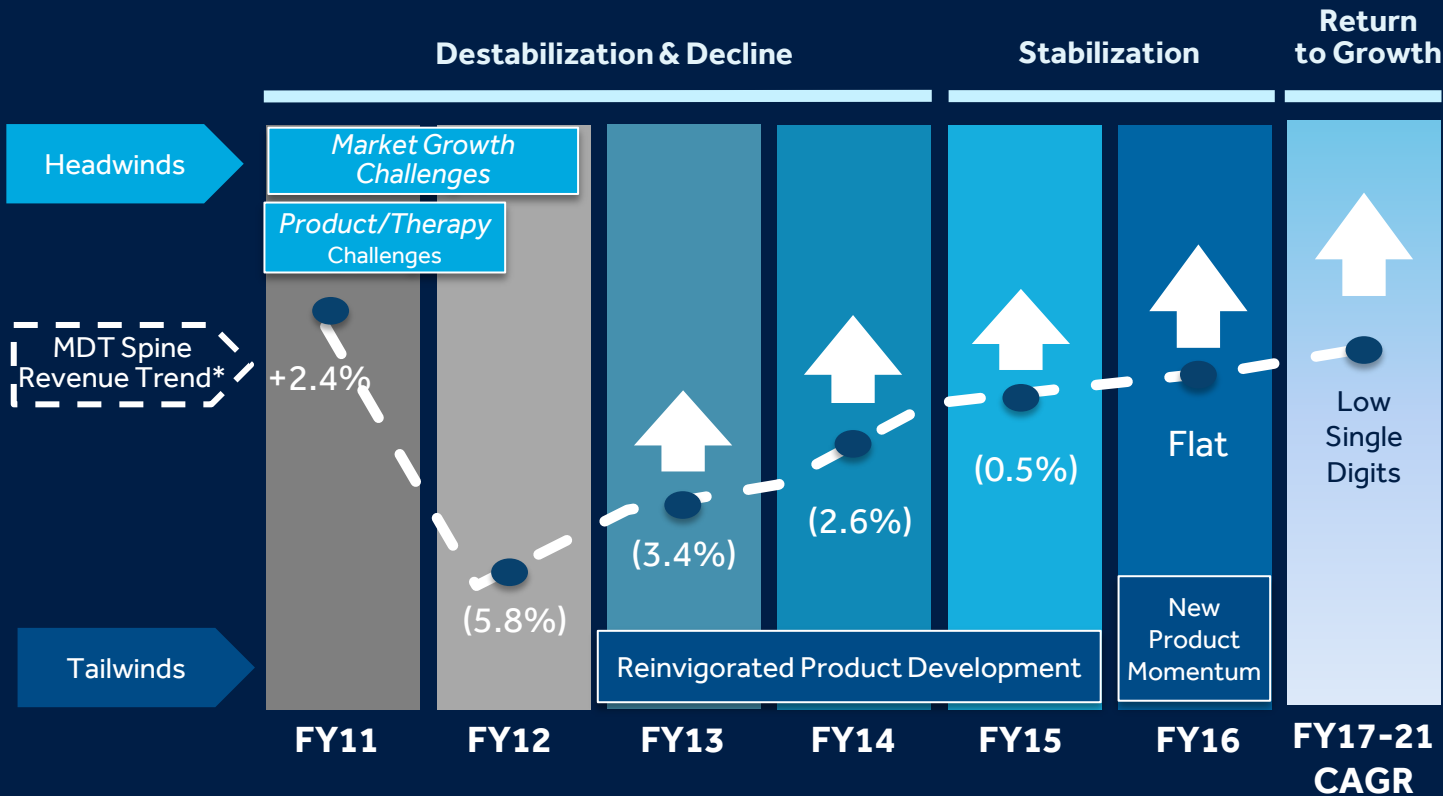 Destabilization & Decline
Stabilization
Return
to Growth
Headwinds
Market Growth
Challenges
Product/Therapy
Challenges
MDT Spine
Revenue Trend*
+2.4%
(5.8%)
(3.4%)
(2.6%)
(0.5%)
Flat
Low
Single
Digits
Tailwinds
Reinvigorated Product Development
New
Product
Momentum
FY11
FY12
FY13
FY14
FY15
FY16
FY17-21
CAGR